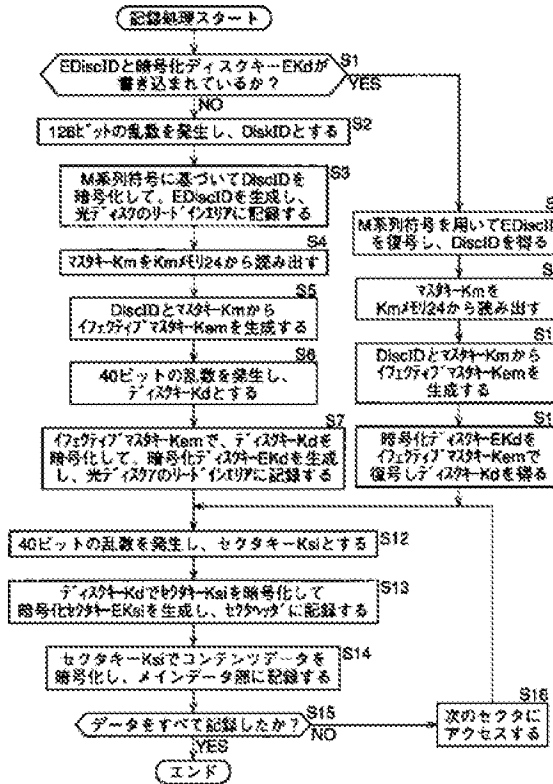 記録処理スタート
EDiscIDと暗号化ディスクキーEKdが
書き込まれているか？
S1
YES
NO
128ビットの乱数を発生し、DiskIDとする
S2
S3
M系列符号に基づいてDiscIDを
暗号化して、EDiscIDを生成し、
光ディスクのリードインエリアに記録する
S4
マスタキーKmをKmメモリ24から読み出す
S5
DiscIDとマスタキーKmから
イフェクティブマスタキーKemを生成する
S6
40ビットの乱数を発生し、
ディスクキーKdとする
S7
イフェクティブマスタキーKemで、ディスクキーKdを
暗号化して、暗号化ディスクキーEKdを生成
し、光ディスク7のリードインエリアに記録する
S
M系列符号を用いてEDiscID
を復号し、DiscIDを得る
S
マスタキーKmを
Kmメモリ24から読み出す
S1
DiscIDとマスタキーKmから
イフェクティブマスタキーKemを
生成する
S1
暗号化ディスクキーEKdを
イフェクティブマスタキーKemで
復号しディスクキーKdを得る
40ビットの乱数を発生し、セクタキーKsiとする
S12
ディスクキーKdでセクタキーKsiを暗号化して
暗号化セクタキーEKsiを生成し、セクタヘッダに記録する
S13
セクタキーKsiでコンテンツデータを
暗号化し、メインデータ部に記録する
S14
データをすべて記録したか？
S15
NO
YES
S16
次のセクタに
アクセスする
エンド